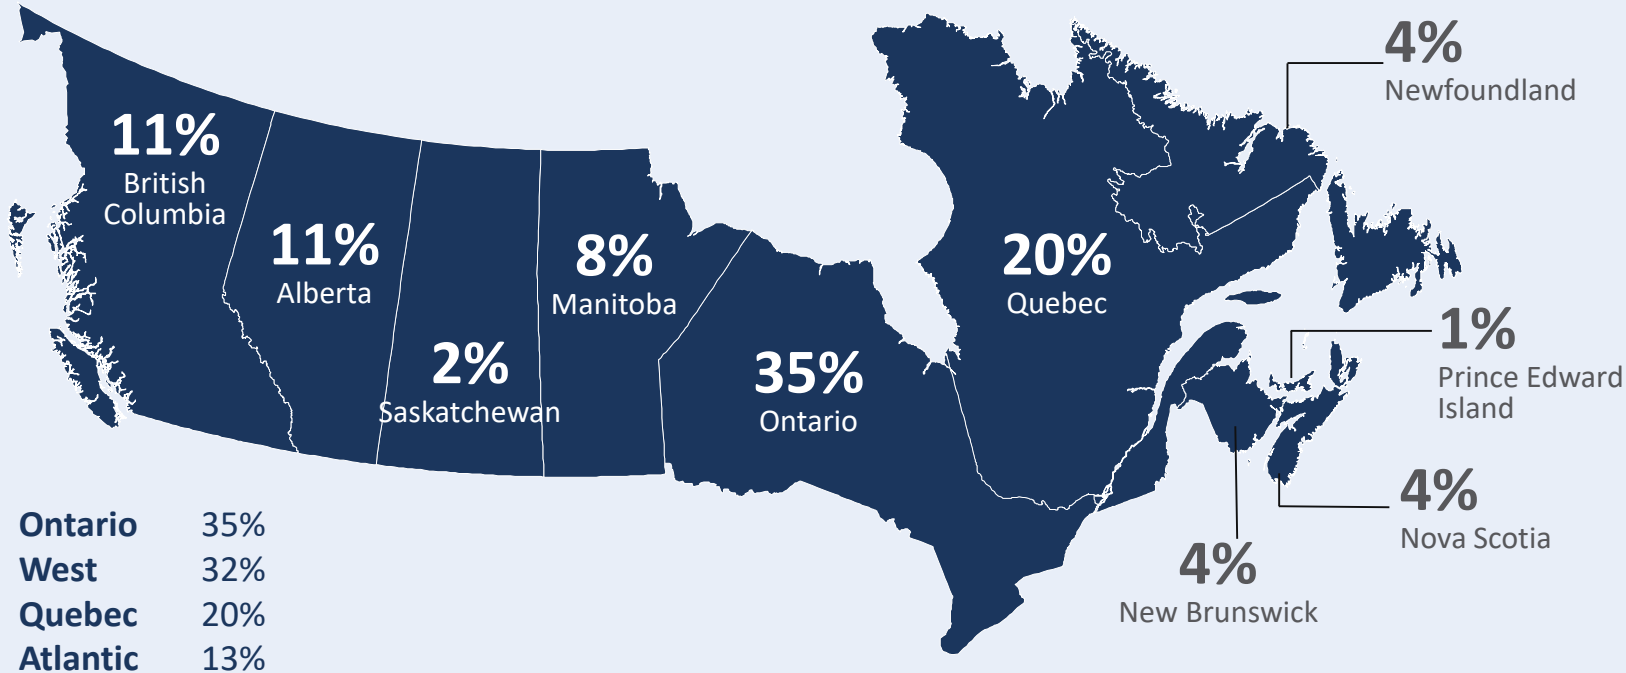 4%
Newfoundland
11%
British
Columbia
11%
Alberta
8%
Manitoba
20%
Quebec
2%
Saskatchewan
35%
Ontario
1%
Prince Edward
Island
4%
Nova Scotia
4%
New Brunswick
Ontario 35%
West 32%
Quebec 20%
Atlantic 13%